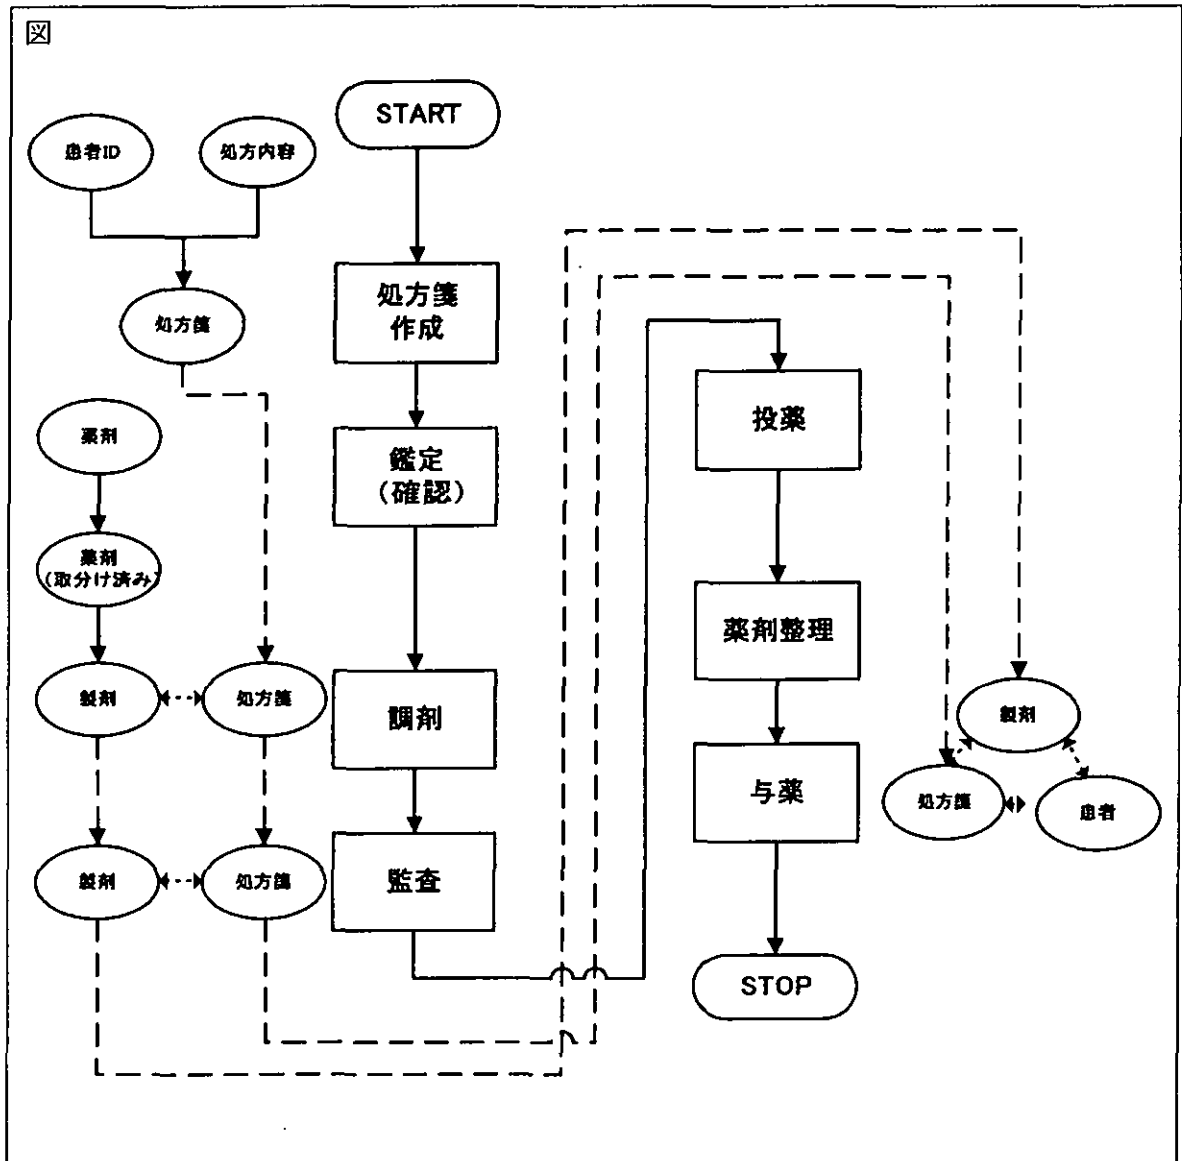 図
START
患者ID
処方内容
処方箋
作成
処方箋
投薬
薬剤
鑑定
(確認)
薬剤
(取分け済み)
薬剤整理
製剤
処方箋
調剤
製剤
与薬
処方箋
患者
製剤
処方箋
監査
STOP